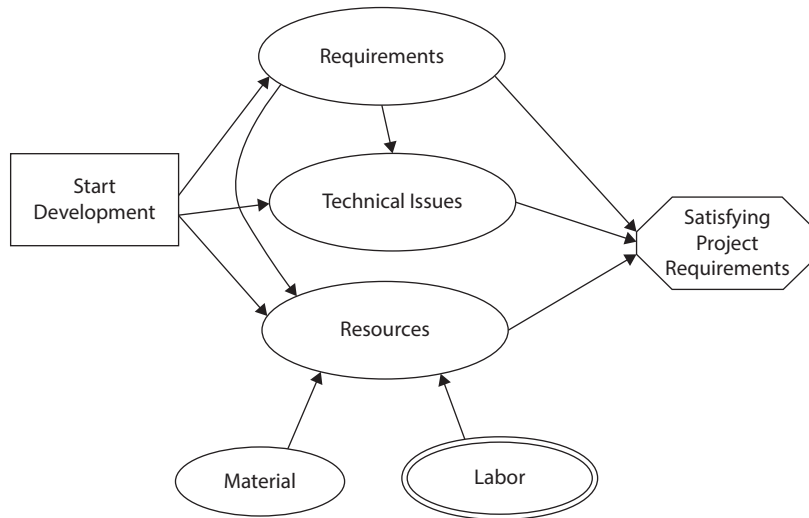 Requirements
Start
Development
Technical Issues
Satisfying
Project
Requirements
Resources
Material
Labor